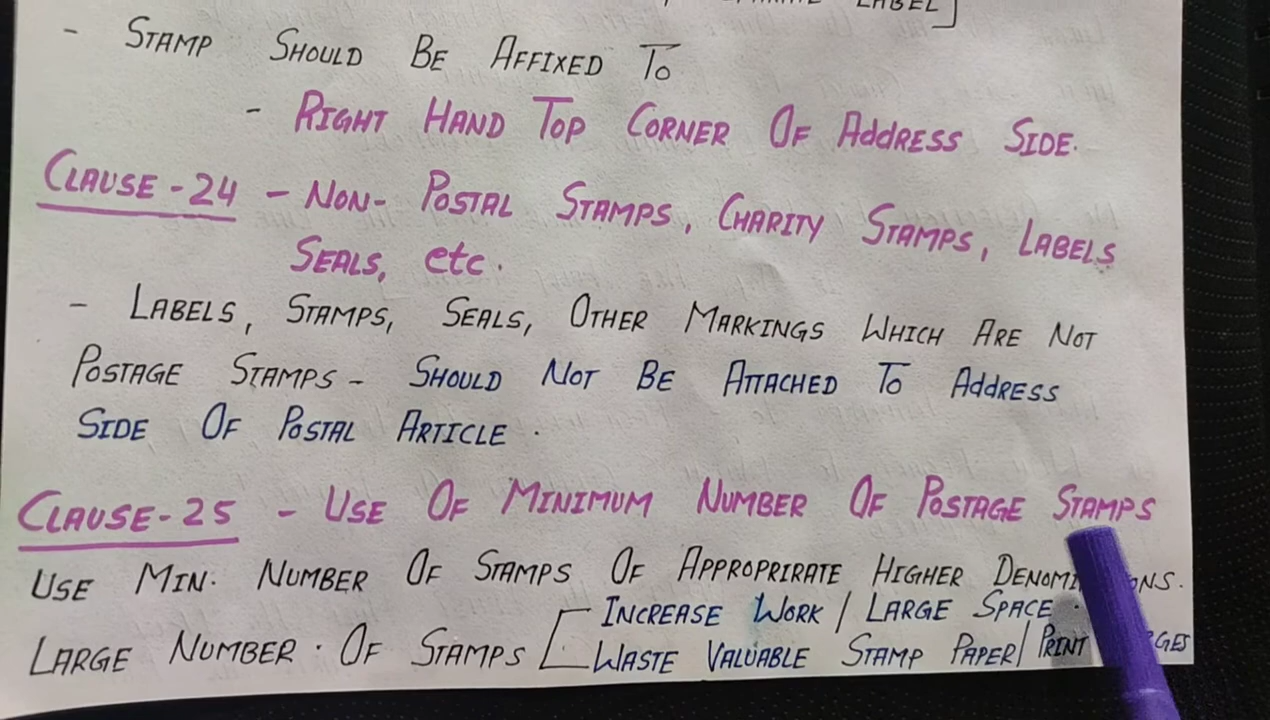 LABEL]
- STAMP SHOULD BE AFFIXED TO
- RIGHT HAND TOP CORNER OF ADDRESS SIDE.
CLAUSE-24 - NON-POSTAL STAMPS, CHARITY STAMPS, LABELS
SEALS, etc.
- LABELS, STAMPS, SEALS, OTHER MARKINGS WHICH ARE NOT
POSTAGE STAMPS - SHOULD NOT BE ATTACHED TO ADDRESS
SIDE OF POSTAL ARTICLE.
CLAUSE-25 - USE OF MINIMUM NUMBER OF POSTAGE STAMPS
USE MIN. NUMBER OF STAMPS OF APPROPRIRATE HIGHER
LARGE NUMBER. OF STAMPS INCREASE WORK / LARGE SPACE.
WASTE VALUABLE STAMP PAPER/ PRINT